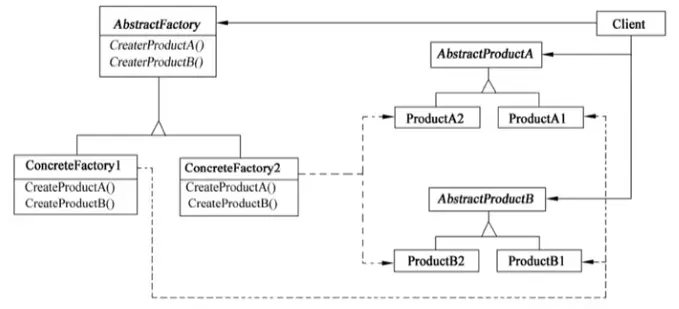 AbstractFactory
CreaterProductA()
CreaterProductB()
Client
AbstractProductA
ProductA2
ProductA1
ConcreteFactory1
CreateProductA()
CreateProductB()
ConcreteFactory2
CreateProductA()
CreateProductB()
AbstractProductB
ProductB2
ProductB1